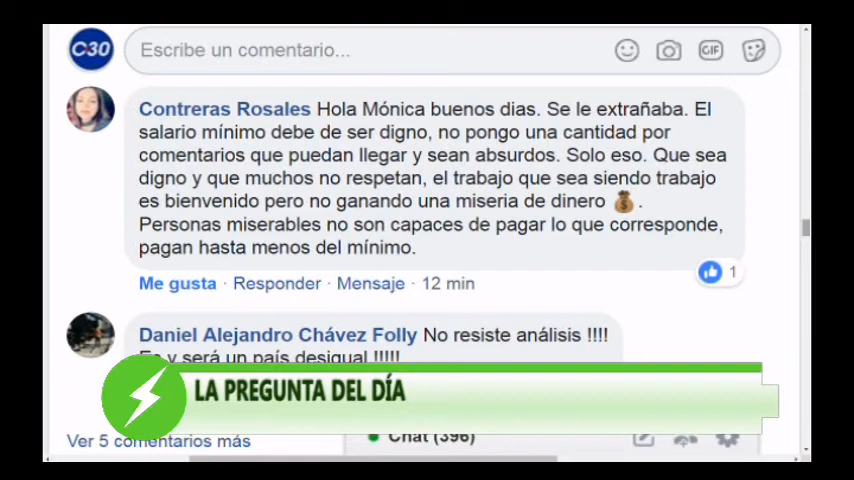 C30
Escribe un comentario...
GIF
Contreras Rosales Hola Mónica buenos dias. Se le extrañaba. El
salario mínimo debe de ser digno, no pongo una cantidad por
comentarios que puedan llegar y sean absurdos. Solo eso. Que sea
digno y que muchos no respetan, el trabajo que sea siendo trabajo
es bienvenido pero no ganando una miseria de dinero 💰.
Personas miserables no son capaces de pagar lo que corresponde,
pagan hasta menos del mínimo.
1
Me gusta · Responder · Mensaje · 12 min
Daniel Alejandro Chávez Folly No resiste análisis !!!!
Es y será un país desigual !!!!!
LA PREGUNTA DEL DÍA
Ver 5 comentarios más
Chat (396)